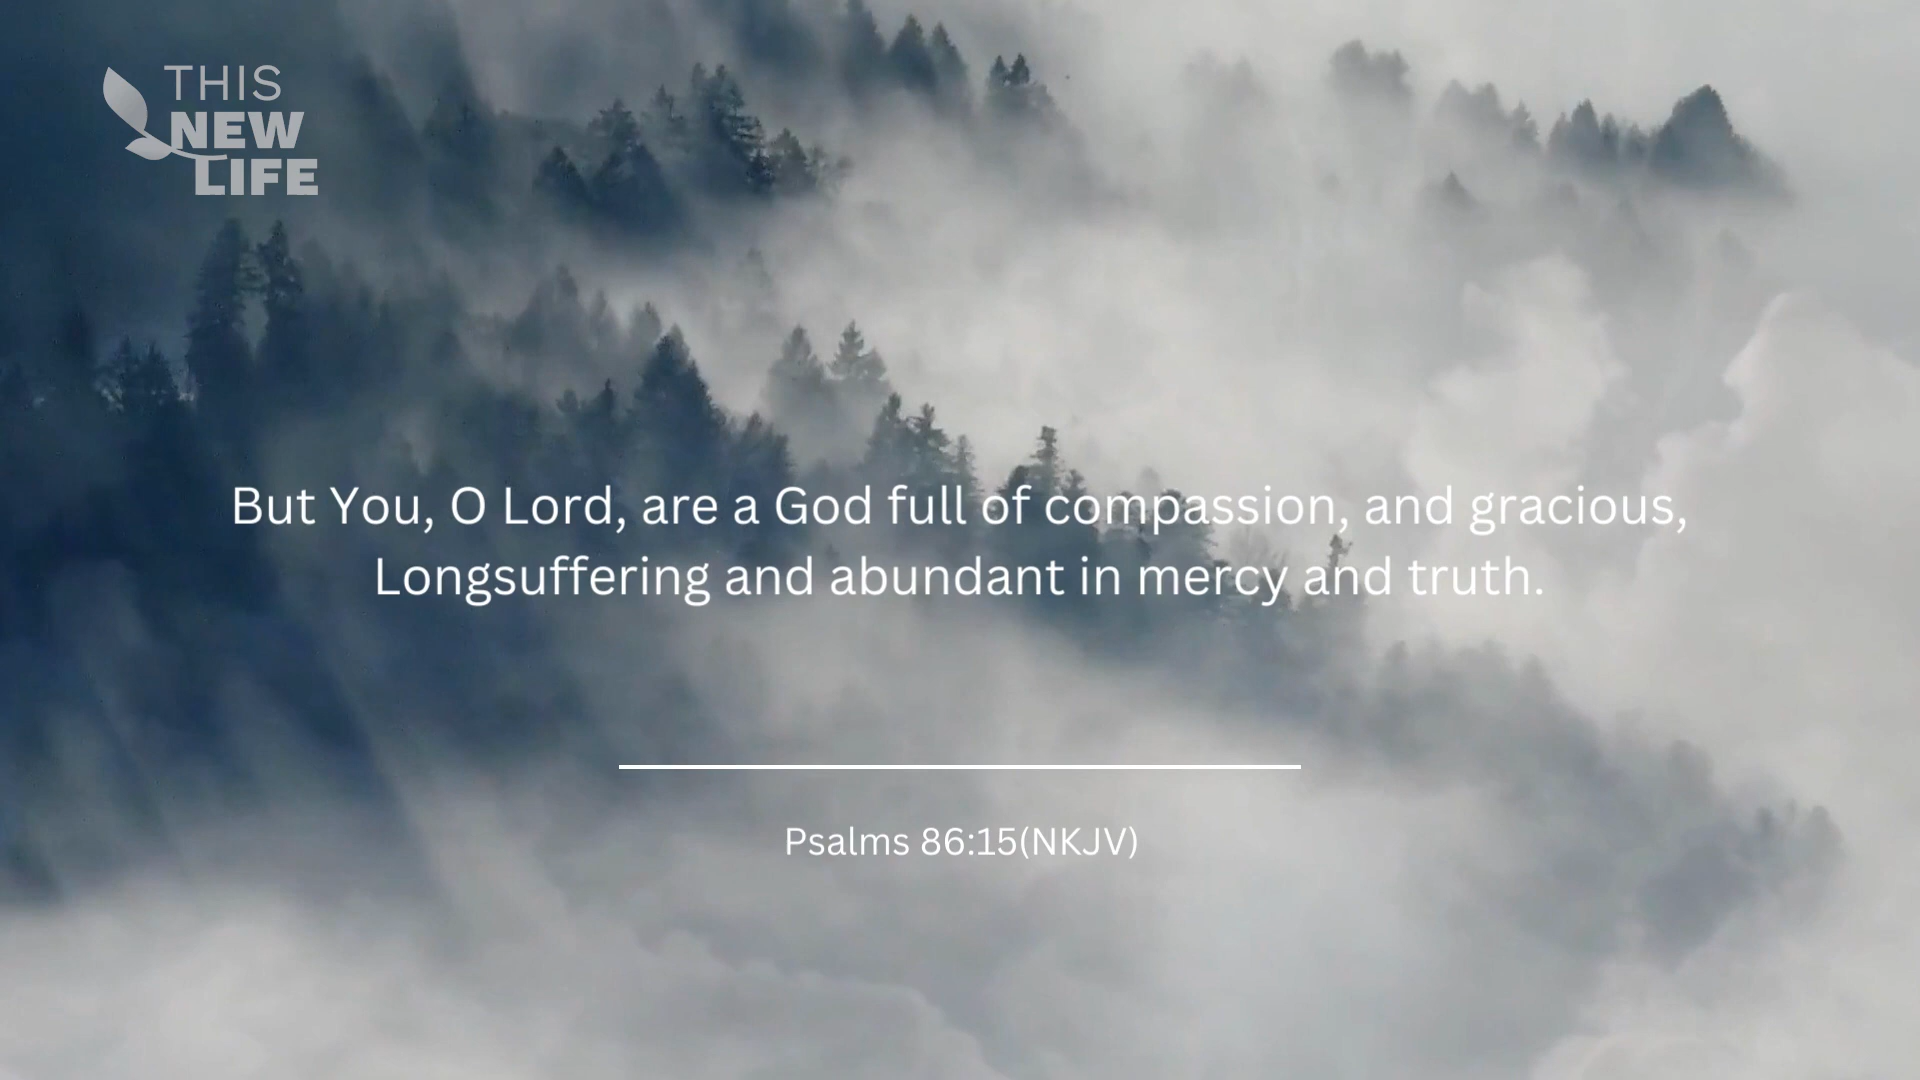 THIS
NEW
LIFE
But You, O Lord, are a God full of compassion, and gracious,
Longsuffering and abundant in mercy and truth.
Psalms 86:15(NKJV)